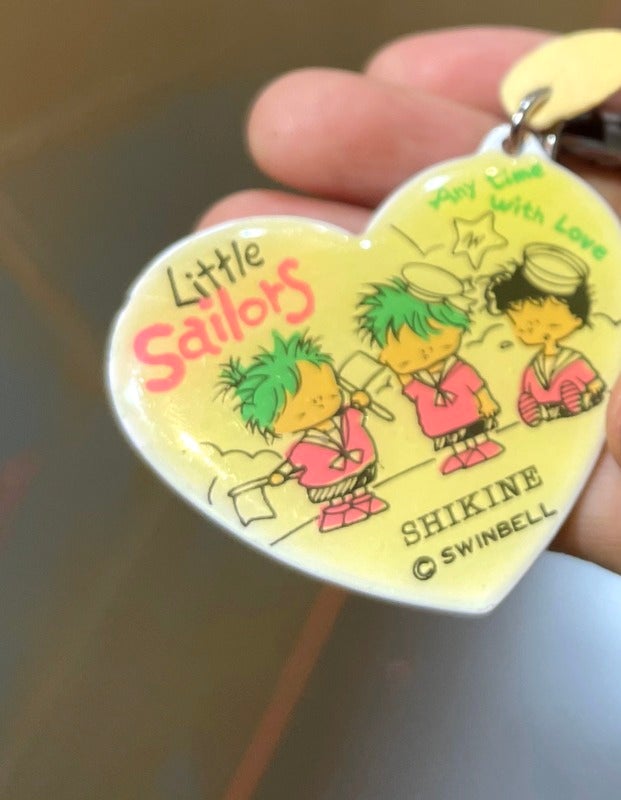 Any time
with Love
W
Little
Sailors
SHIKINE
© SWINBELL